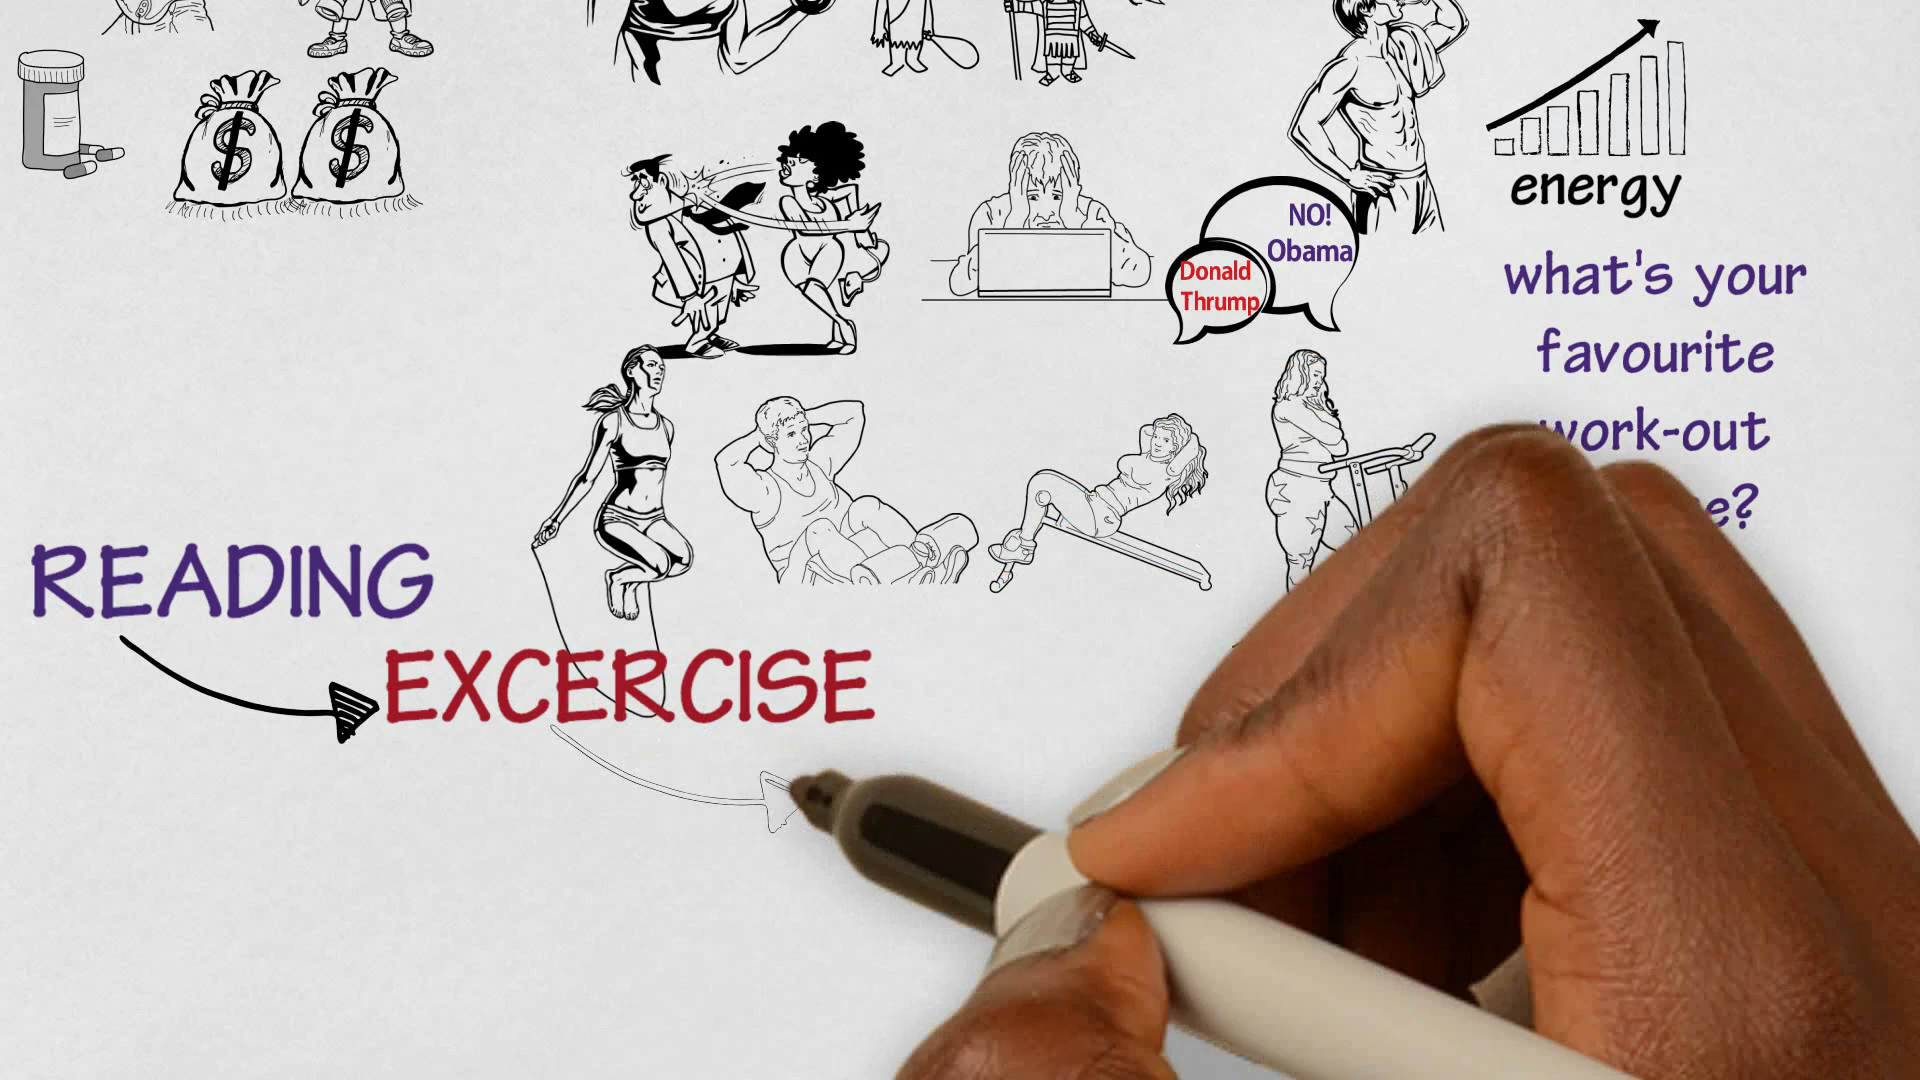 $ $
energy
NO!
Obama
Donald
Thrump
what's your
favourite
work-out
READING
EXCERCISE